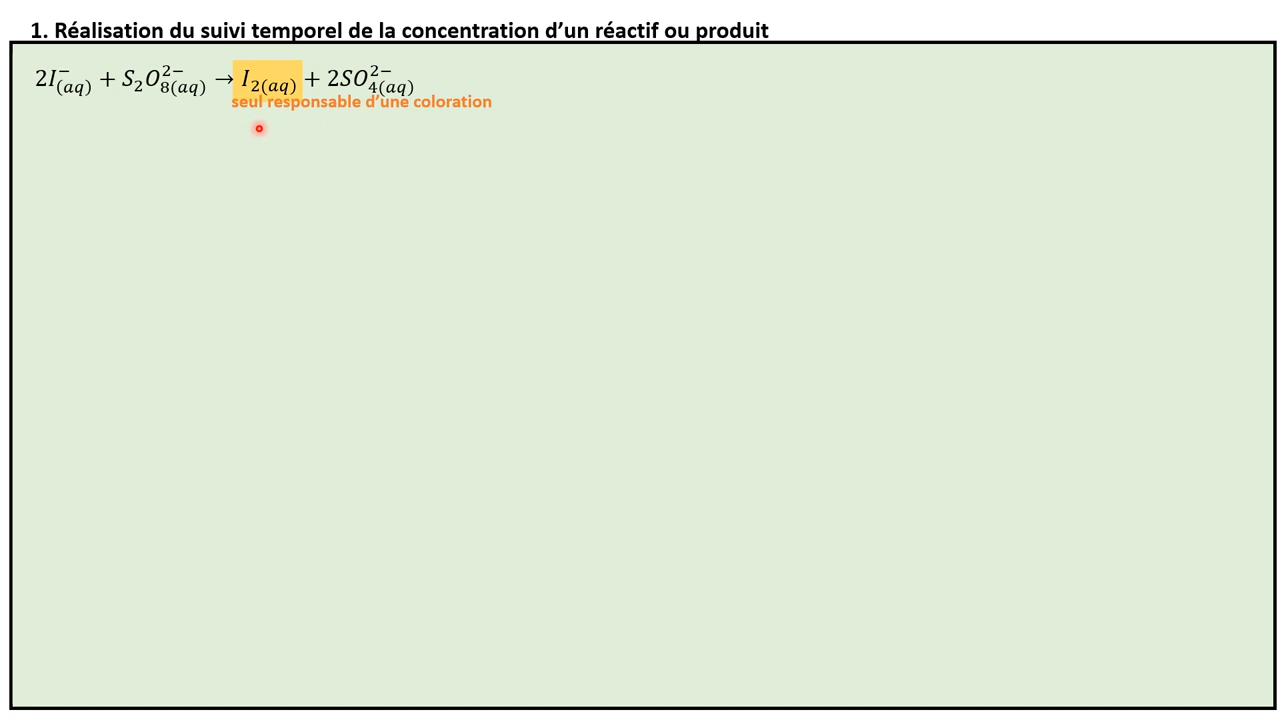 1. Réalisation du suivi temporel de la concentration d’un réactif ou produit
2I⁻(aq) + S₂O₈²⁻(aq) → I₂(aq) + 2SO₄²⁻(aq)
seul responsable d’une coloration